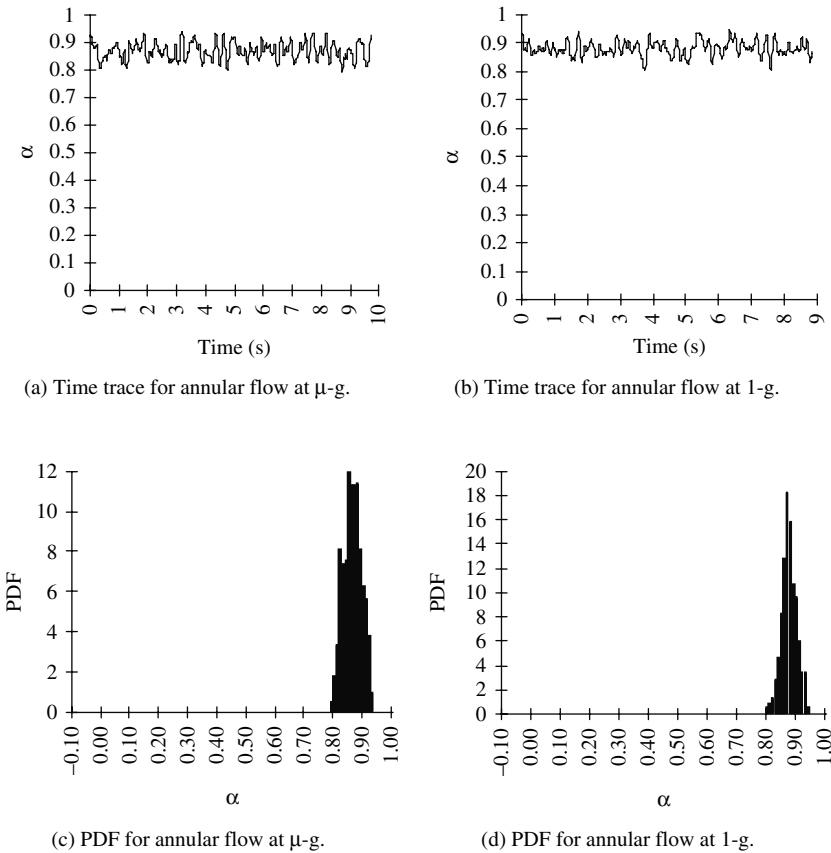 1
0.9
0.8
0.7
0.6
0.5
0.4
0.3
0.2
0.1
0
α
0 1 2 3 4 5 6 7 8 9 10
Time (s)
(a) Time trace for annular flow at μ-g.
1
0.9
0.8
0.7
0.6
0.5
0.4
0.3
0.2
0.1
0
α
0 1 2 3 4 5 6 7 8 9
Time (s)
(b) Time trace for annular flow at 1-g.
12
10
8
6
4
2
0
PDF
–0.10 0.00 0.10 0.20 0.30 0.40 0.50 0.60 0.70 0.80 0.90 1.00
α
(c) PDF for annular flow at μ-g.
20
18
16
14
12
10
8
6
4
2
0
PDF
–0.10 0.00 0.10 0.20 0.30 0.40 0.50 0.60 0.70 0.80 0.90 1.00
α
(d) PDF for annular flow at 1-g.